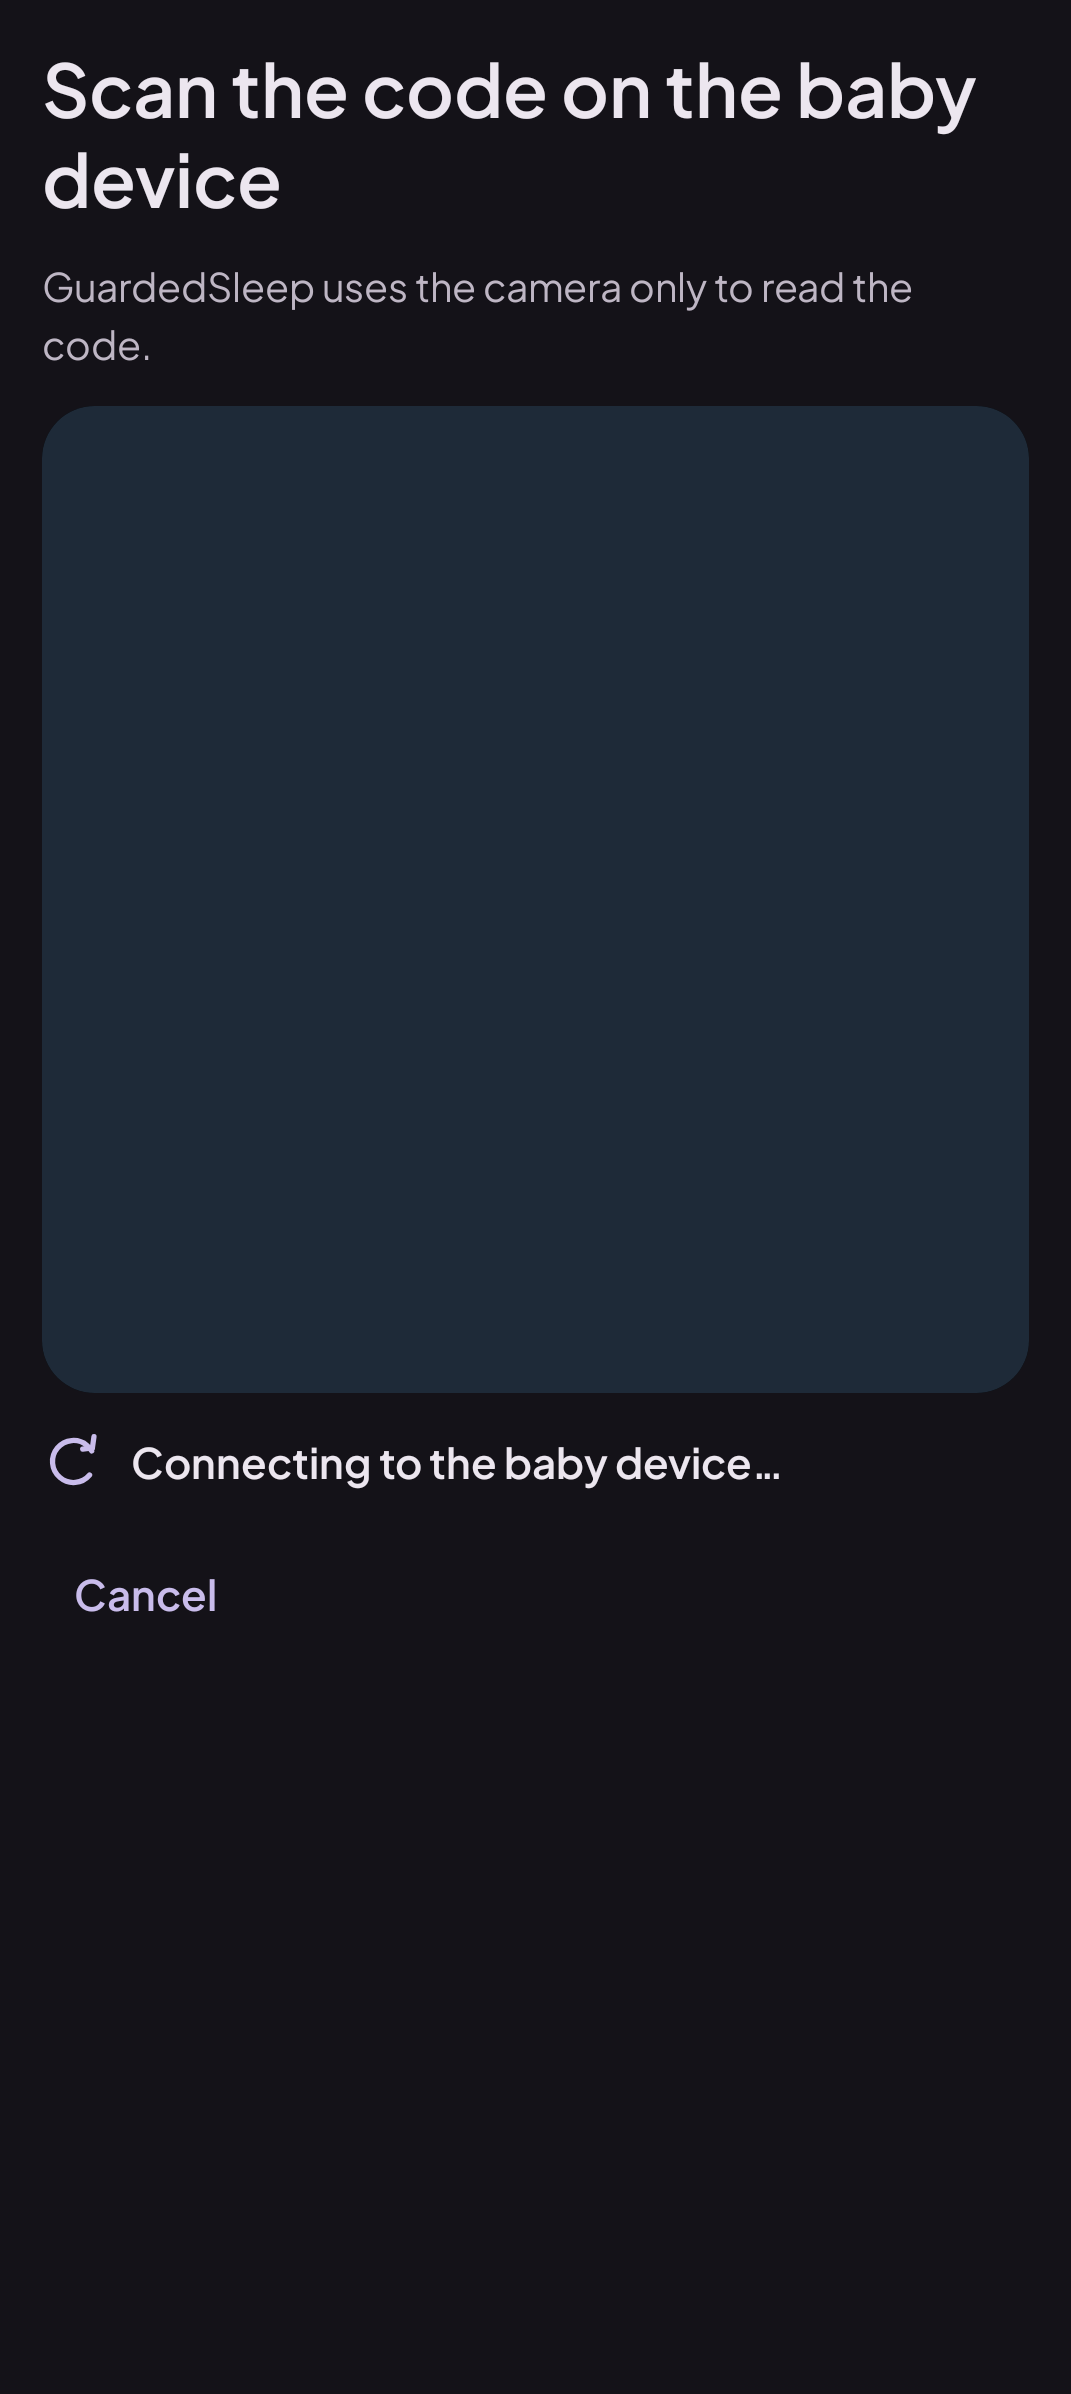 Scan the code on the baby
device
GuardedSleep uses the camera only to read the
code.
Connecting to the baby device…
Cancel